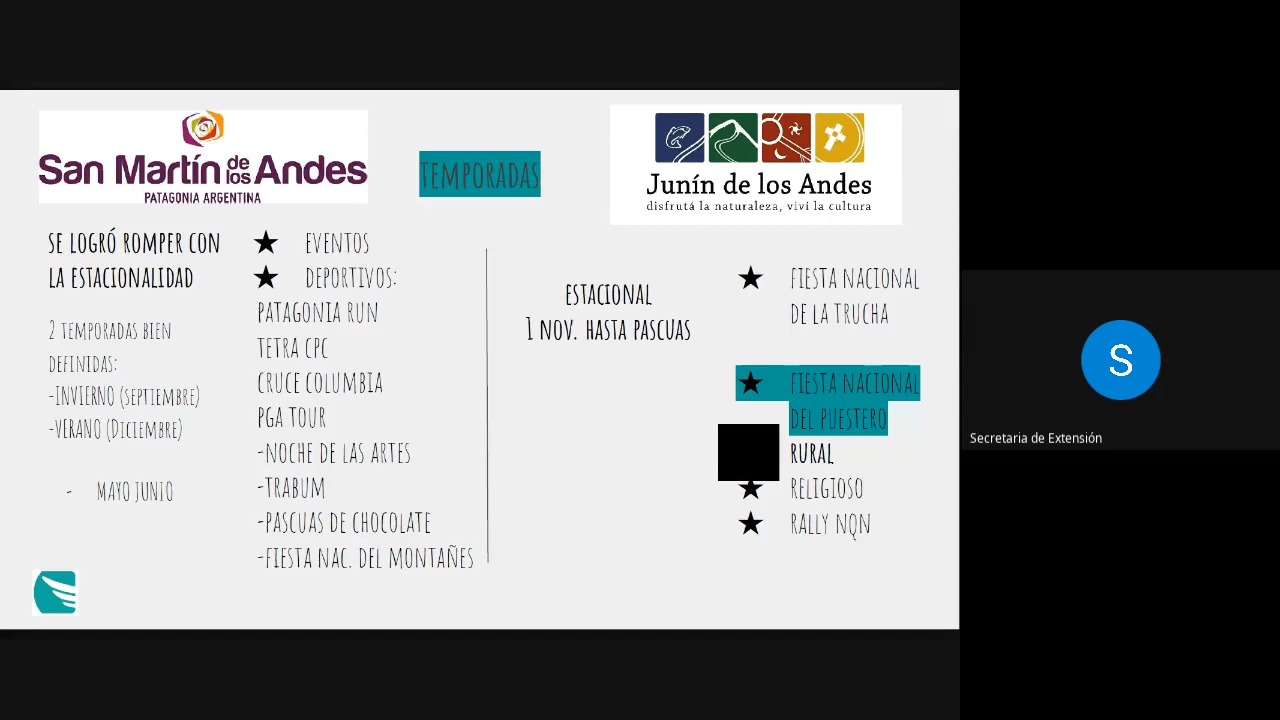 San Martín de los Andes
PATAGONIA ARGENTINA
TEMPORADAS
Junín de los Andes
disfrutá la naturaleza, viví la cultura
SE LOGRÓ ROMPER CON
LA ESTACIONALIDAD
2 TEMPORADAS BIEN
DEFINIDAS:
-INVIERNO (SEPTIEMBRE)
-VERANO (DICIEMBRE)
- MAYO JUNIO
★ EVENTOS
★ DEPORTIVOS:
PATAGONIA RUN
TETRA CPC
CRUCE COLUMBIA
PGA TOUR
-NOCHE DE LAS ARTES
-TRABUM
-PASCUAS DE CHOCOLATE
-FIESTA NAC. DEL MONTAÑES
ESTACIONAL
1 NOV. HASTA PASCUAS
★ FIESTA NACIONAL
DE LA TRUCHA
★ FIESTA NACIONAL
DEL PUESTERO
RURAL
★ RELIGIOSO
★ RALLY NQN
S
Secretaria de Extensión